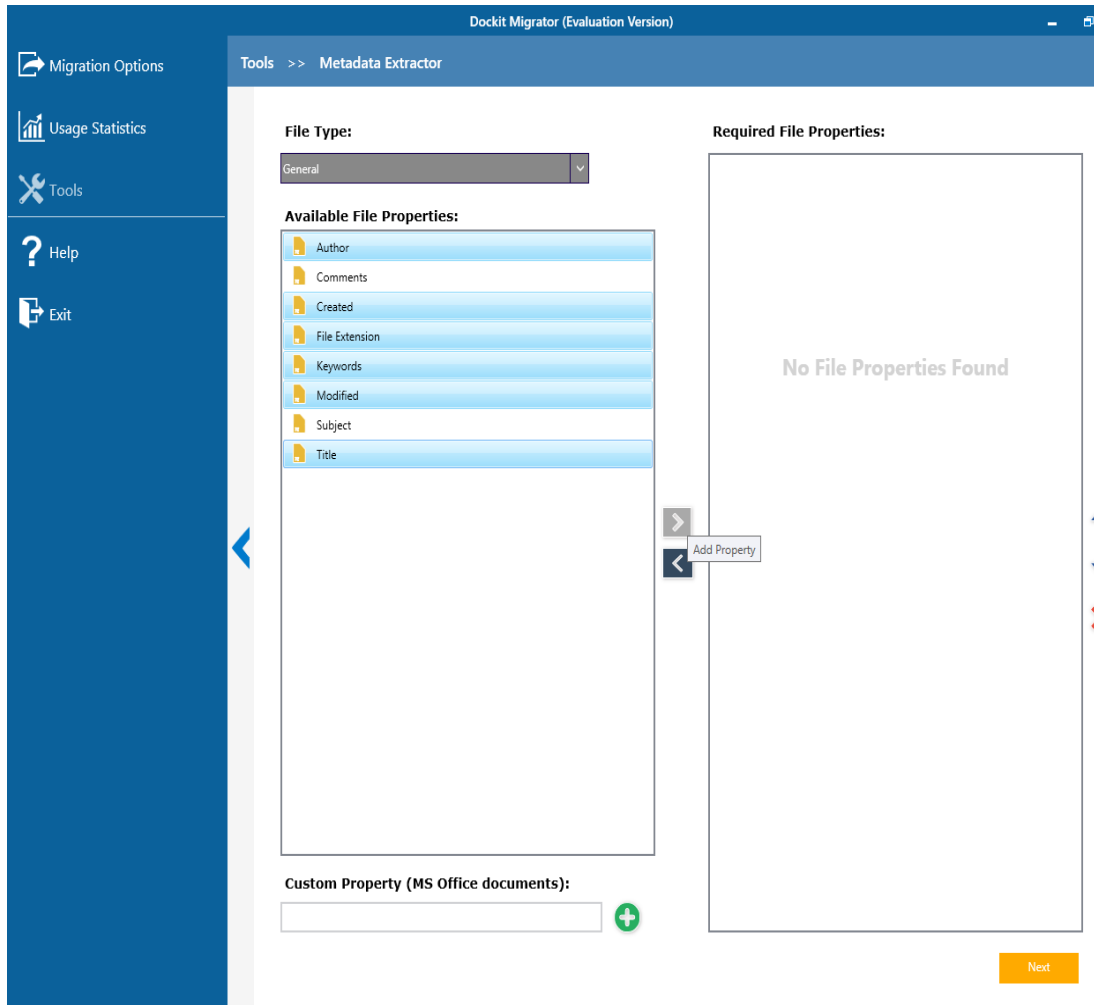 Dockit Migrator (Evaluation Version)
Migration Options
Usage Statistics
Tools
Help
Exit
Tools >> Metadata Extractor
File Type:
General
Available File Properties:
Author
Comments
Created
File Extension
Keywords
Modified
Subject
Title
Add Property
Custom Property (MS Office documents):
Required File Properties:
No File Properties Found
Next